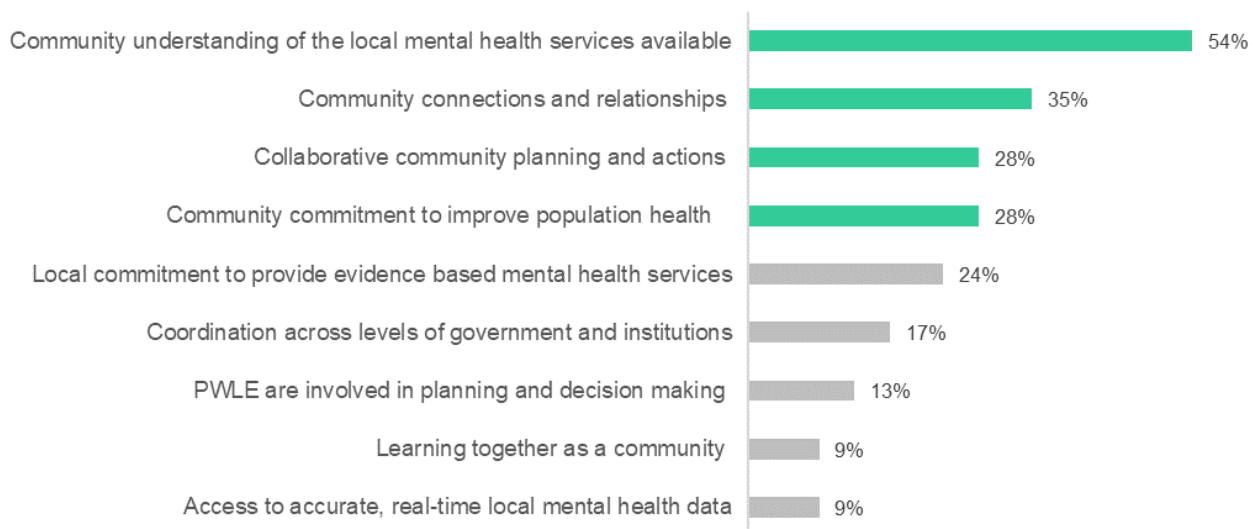 Community understanding of the local mental health services available 54%
Community connections and relationships 35%
Collaborative community planning and actions 28%
Community commitment to improve population health 28%
Local commitment to provide evidence based mental health services 24%
Coordination across levels of government and institutions 17%
PWLE are involved in planning and decision making 13%
Learning together as a community 9%
Access to accurate, real-time local mental health data 9%